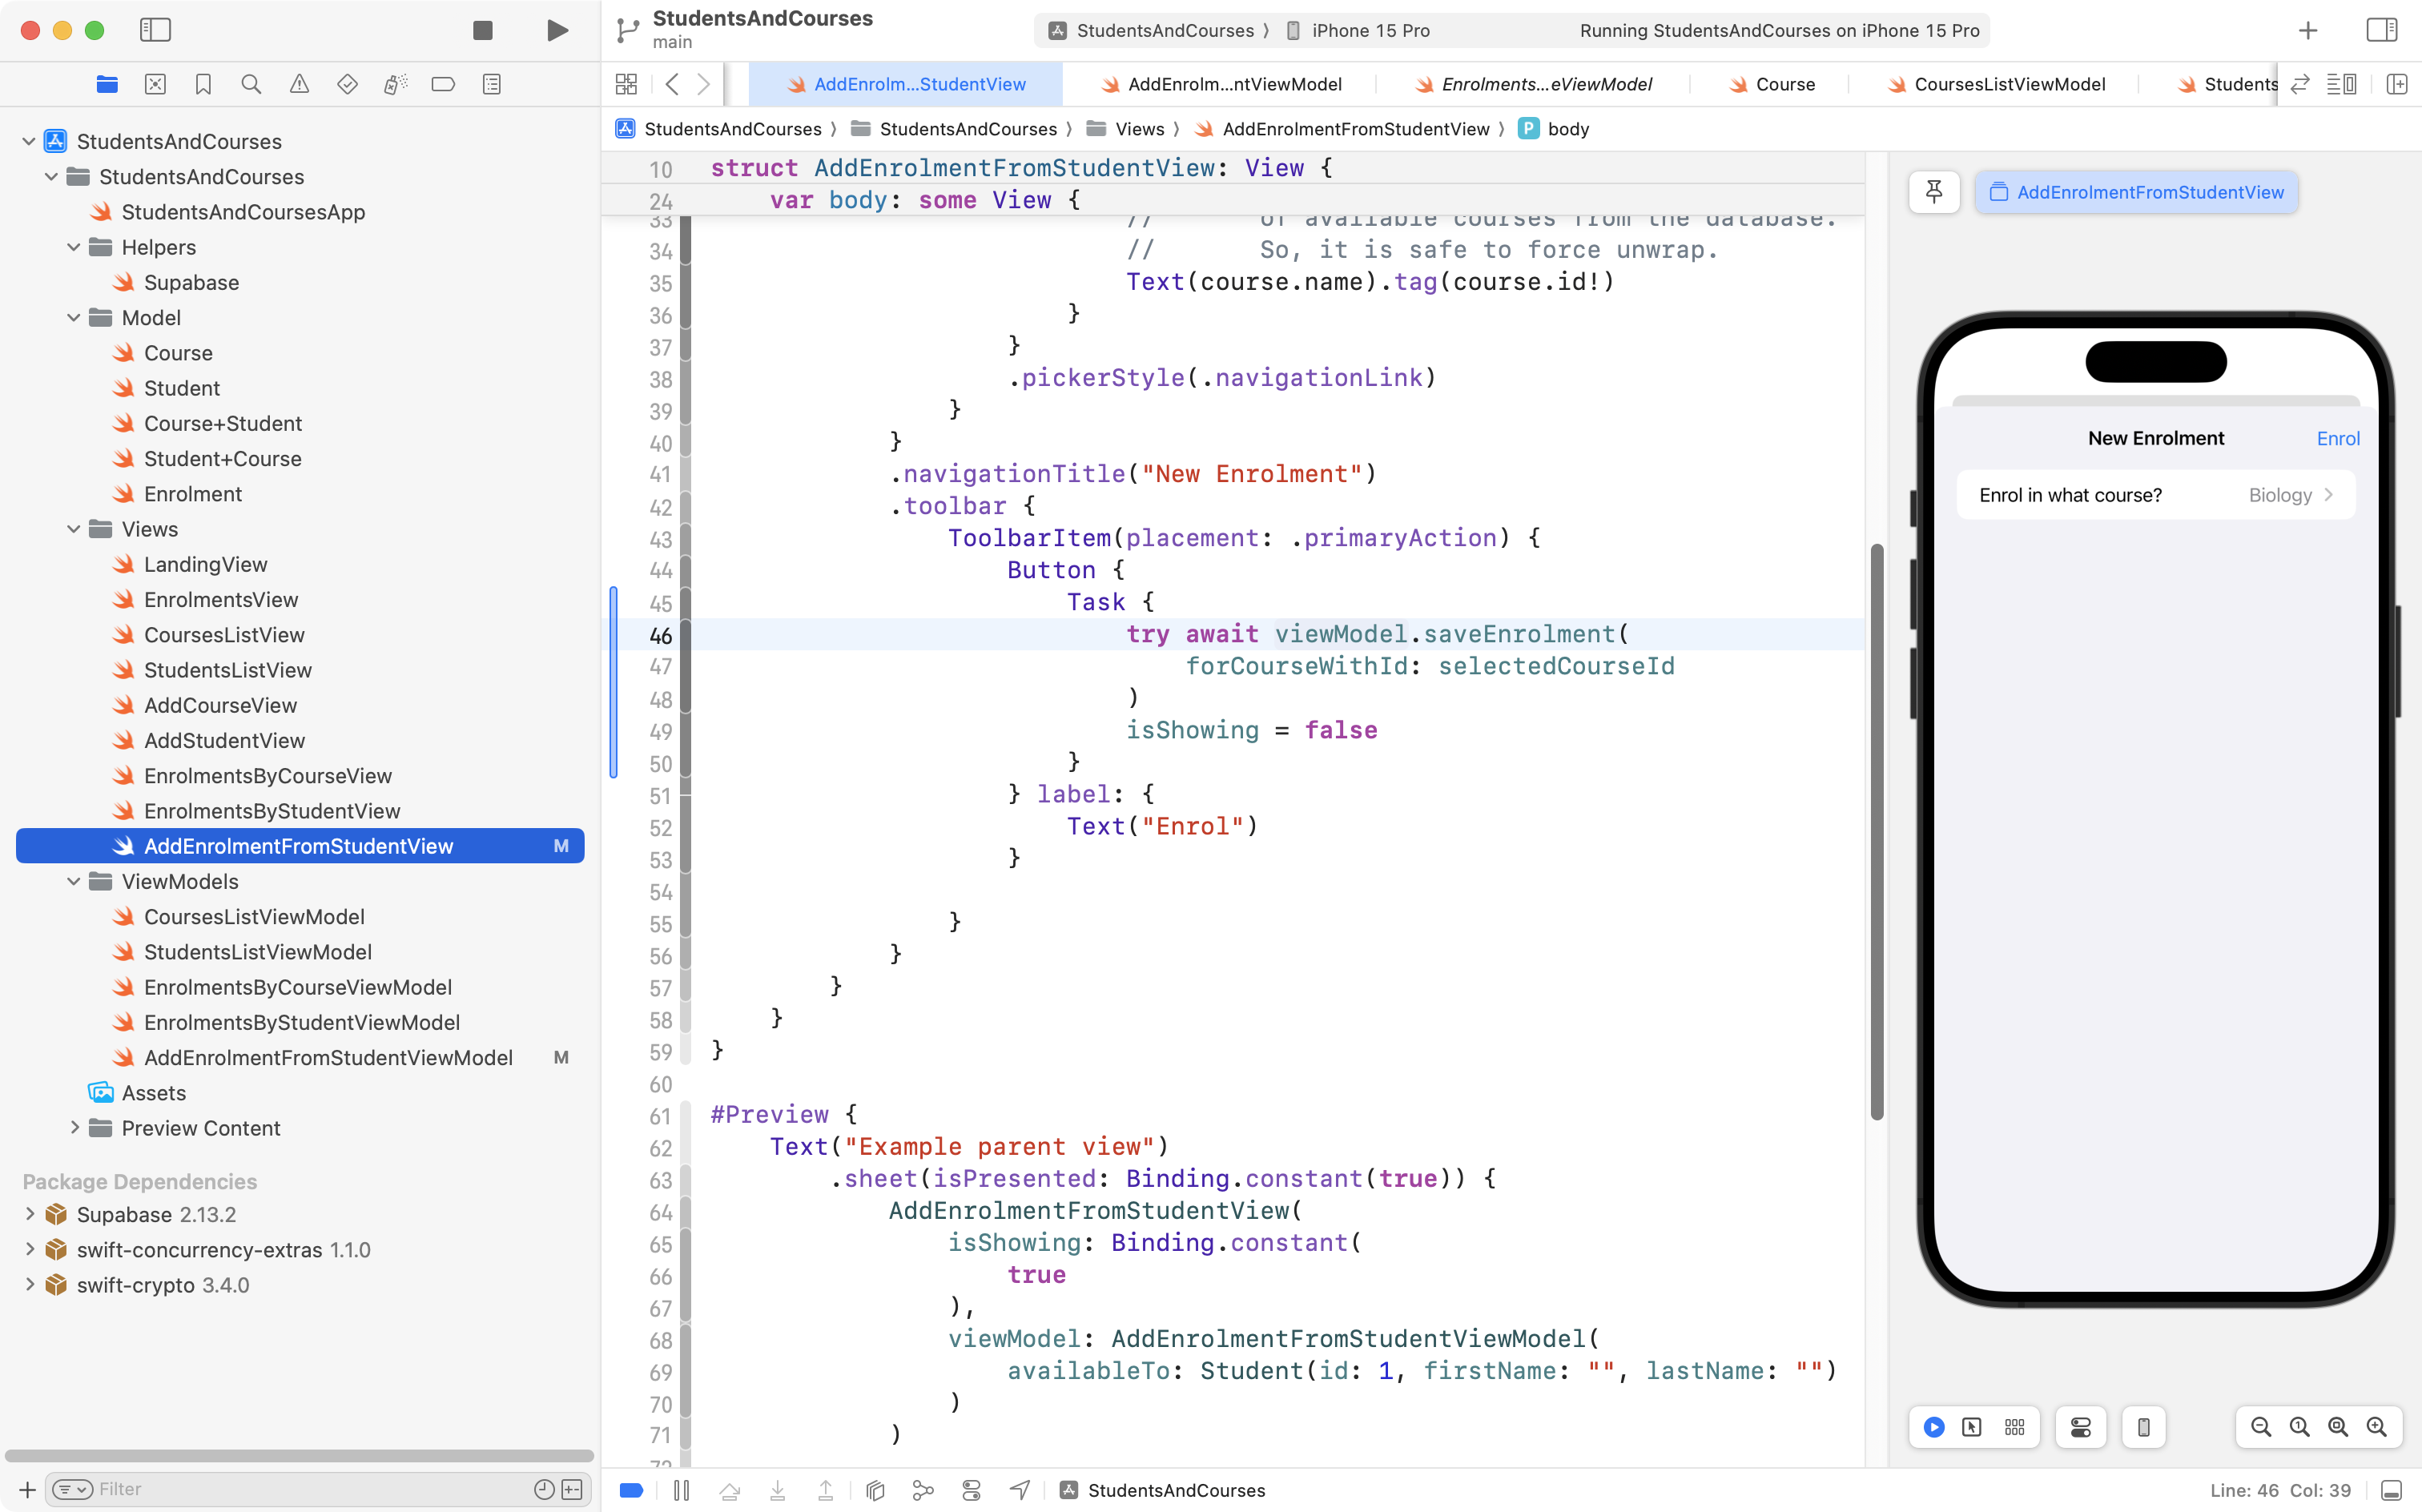 StudentsAndCourses
main
StudentsAndCourses 〉 iPhone 15 Pro
Running StudentsAndCourses on iPhone 15 Pro
AddEnrolm...StudentView
AddEnrolm...ntViewModel
Enrolments...eViewModel
Course
CoursesListViewModel
Students
StudentsAndCourses 〉 StudentsAndCourses 〉 Views 〉 AddEnrolmentFromStudentView 〉 P body
StudentsAndCourses
StudentsAndCourses
StudentsAndCoursesApp
Helpers
Supabase
Model
Course
Student
Course+Student
Student+Course
Enrolment
Views
LandingView
EnrolmentsView
CoursesListView
StudentsListView
AddCourseView
AddStudentView
EnrolmentsByCourseView
EnrolmentsByStudentView
AddEnrolmentFromStudentView M
ViewModels
CoursesListViewModel
StudentsListViewModel
EnrolmentsByCourseViewModel
EnrolmentsByStudentViewModel
AddEnrolmentFromStudentViewModel M
Assets
Preview Content
Package Dependencies
Supabase 2.13.2
swift-concurrency-extras 1.1.0
swift-crypto 3.4.0
Filter
10 struct AddEnrolmentFromStudentView: View {
24 var body: some View {
33 // of available courses from the database.
34 // So, it is safe to force unwrap.
35 Text(course.name).tag(course.id!)
36 }
37 }
38 .pickerStyle(.navigationLink)
39 }
40 }
41 .navigationTitle("New Enrolment")
42 .toolbar {
43 ToolbarItem(placement: .primaryAction) {
44 Button {
45 Task {
46 try await viewModel.saveEnrolment(
47 forCourseWithId: selectedCourseId
48 )
49 isShowing = false
50 }
51 } label: {
52 Text("Enrol")
53 }
54
55 }
56 }
57 }
58 }
59 }
60
61 #Preview {
62 Text("Example parent view")
63 .sheet(isPresented: Binding.constant(true)) {
64 AddEnrolmentFromStudentView(
65 isShowing: Binding.constant(
66 true
67 ),
68 viewModel: AddEnrolmentFromStudentViewModel(
69 availableTo: Student(id: 1, firstName: "", lastName: "")
70 )
71 )
72
AddEnrolmentFromStudentView
New Enrolment
Enrol
Enrol in what course?
Biology
StudentsAndCourses
Line: 46 Col: 39